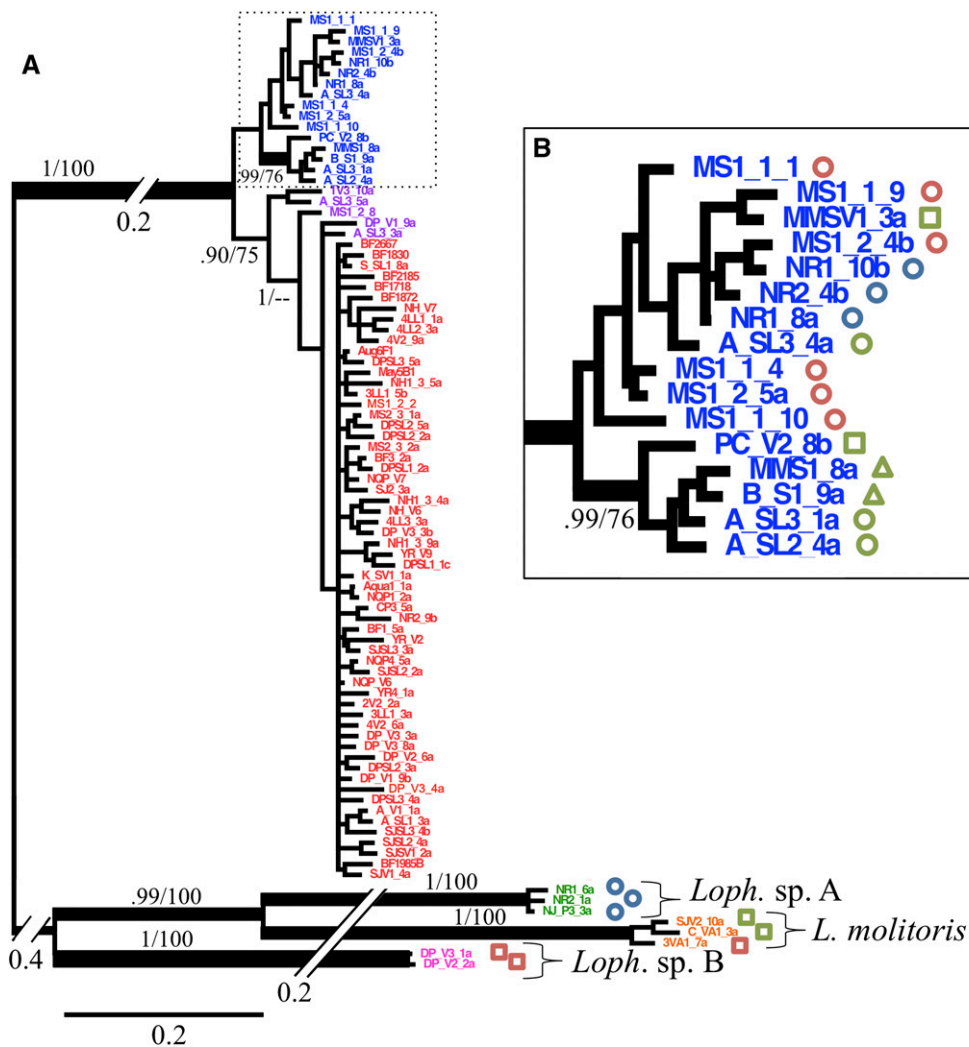 A
MS1_1_1
MS1_1_9
MMSV1_3a
MS1_2_4b
NR1_10b
NR2_4b
NR1_8a
A_SL3_4a
MS1_1_4
MS1_2_5a
MS1_1_10
PC_V2_8b
MMS1_8a
B_S1_9a
A_SL3_1a
A_SL2_4a
1/100
0.2
.99/76
1V3_10a
A_SL3_5a
MS1_2_8
DP_V1_9a
A_SL3_3a
.90/75
1/--
BF2667
BF1830
S_SL1_8a
BF2185
BF1718
BF1872
NH_V7
4LL1_1a
4LL2_3a
4V2_9a
Aug6F1
DPSL3_5a
May5B1
NH1_3_5a
3LL1_5b
MS1_2_2
MS2_3_1a
DPSL2_5a
DPSL2_2a
MS2_3_2a
BF3_2a
DPSL1_2a
NQP_V7
SJ2_3a
NH1_3_4a
NH_V6
4LL3_3a
DP_V3_3b
NH1_3_9a
YR_V9
DPSL1_1c
K_SV1_1a
Aqua1_1a
NQP1_2a
CP3_5a
NR2_9b
BF1_5a
YR_V2
SJSL3_3a
NQP4_5a
SJSL2_2a
NQP_V6
YR4_1a
2V2_2a
3LL1_3a
4V2_6a
DP_V3_3a
DP_V3_8a
DP_V2_6a
DPSL2_3a
DP_V1_9b
DP_V3_4a
DPSL3_4a
A_V1_1a
A_SL1_3a
SJSL3_4b
SJSL2_4a
SJSV1_2a
BF1985B
SJV1_4a
.99/100
1/100
NR1_6a
NR2_1a
NJ_P3_3a
Loph. sp. A
1/100
SJV2_10a
C_VA1_3a
3VA1_7a
L. molitoris
1/100
DP_V3_1a
DP_V2_2a
Loph. sp. B
0.4
0.2
0.2
B
MS1_1_1
MS1_1_9
MMSV1_3a
MS1_2_4b
NR1_10b
NR2_4b
NR1_8a
A_SL3_4a
MS1_1_4
MS1_2_5a
MS1_1_10
PC_V2_8b
MMS1_8a
B_S1_9a
A_SL3_1a
A_SL2_4a
.99/76